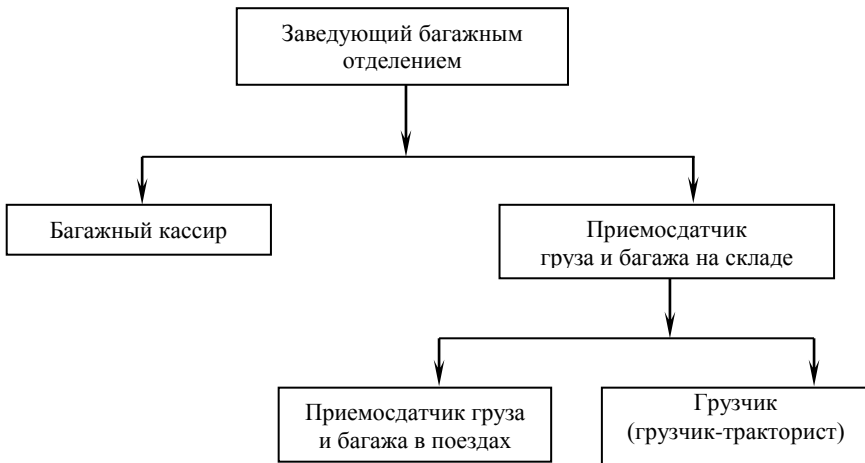 Заведующий багажным
отделением
Багажный кассир
Приемосдатчик
груза и багажа на складе
Приемосдатчик груза
и багажа в поездах
Грузчик
(грузчик-тракторист)